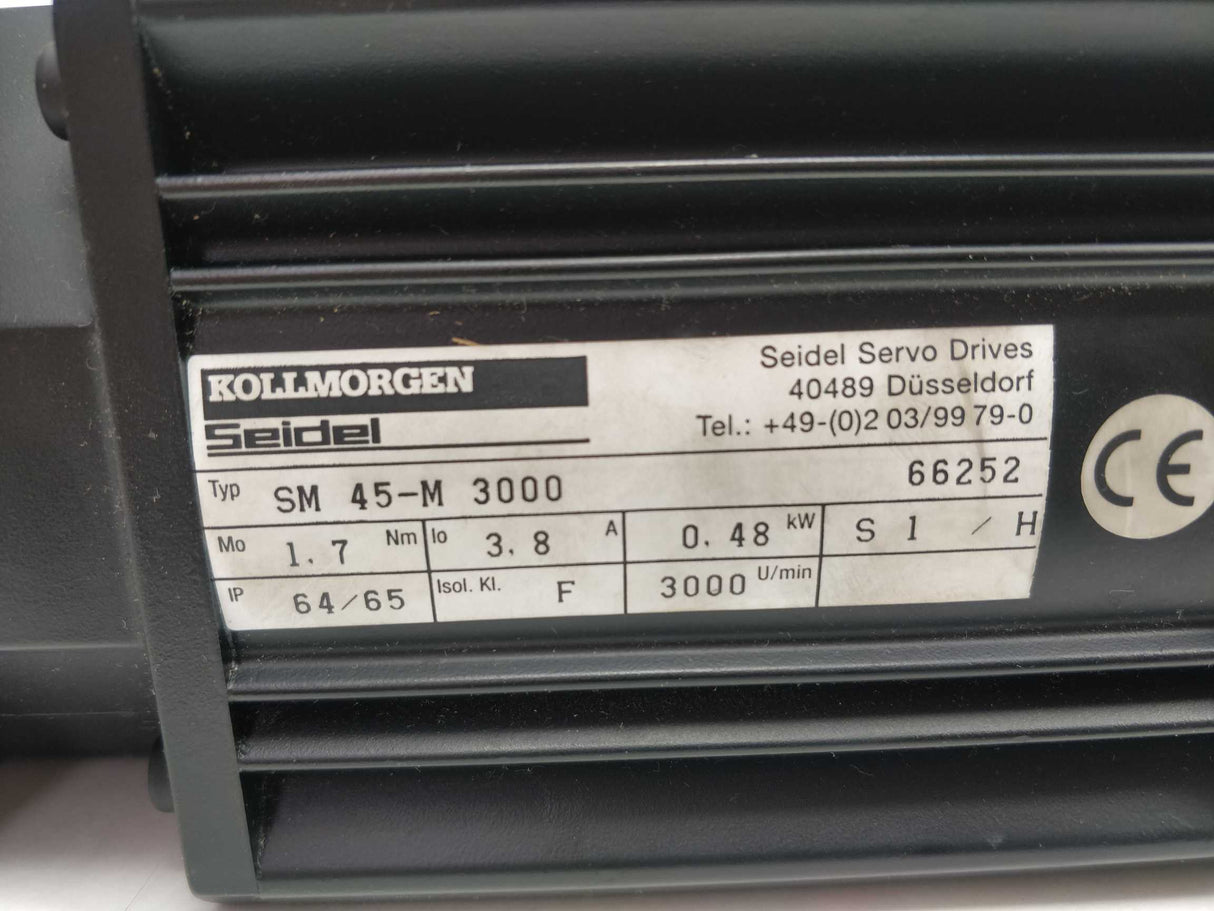 KOLLMORGEN
Seidel
Seidel Servo Drives
40489 Düsseldorf
Tel.: +49-(0)2 03/99 79-0
Typ SM 45-M 3000 66252
Mo 1.7 Nm Io 3.8 A 0.48 kW S 1 / H
IP 64/65 Isol. Kl. F 3000 U/min
CE